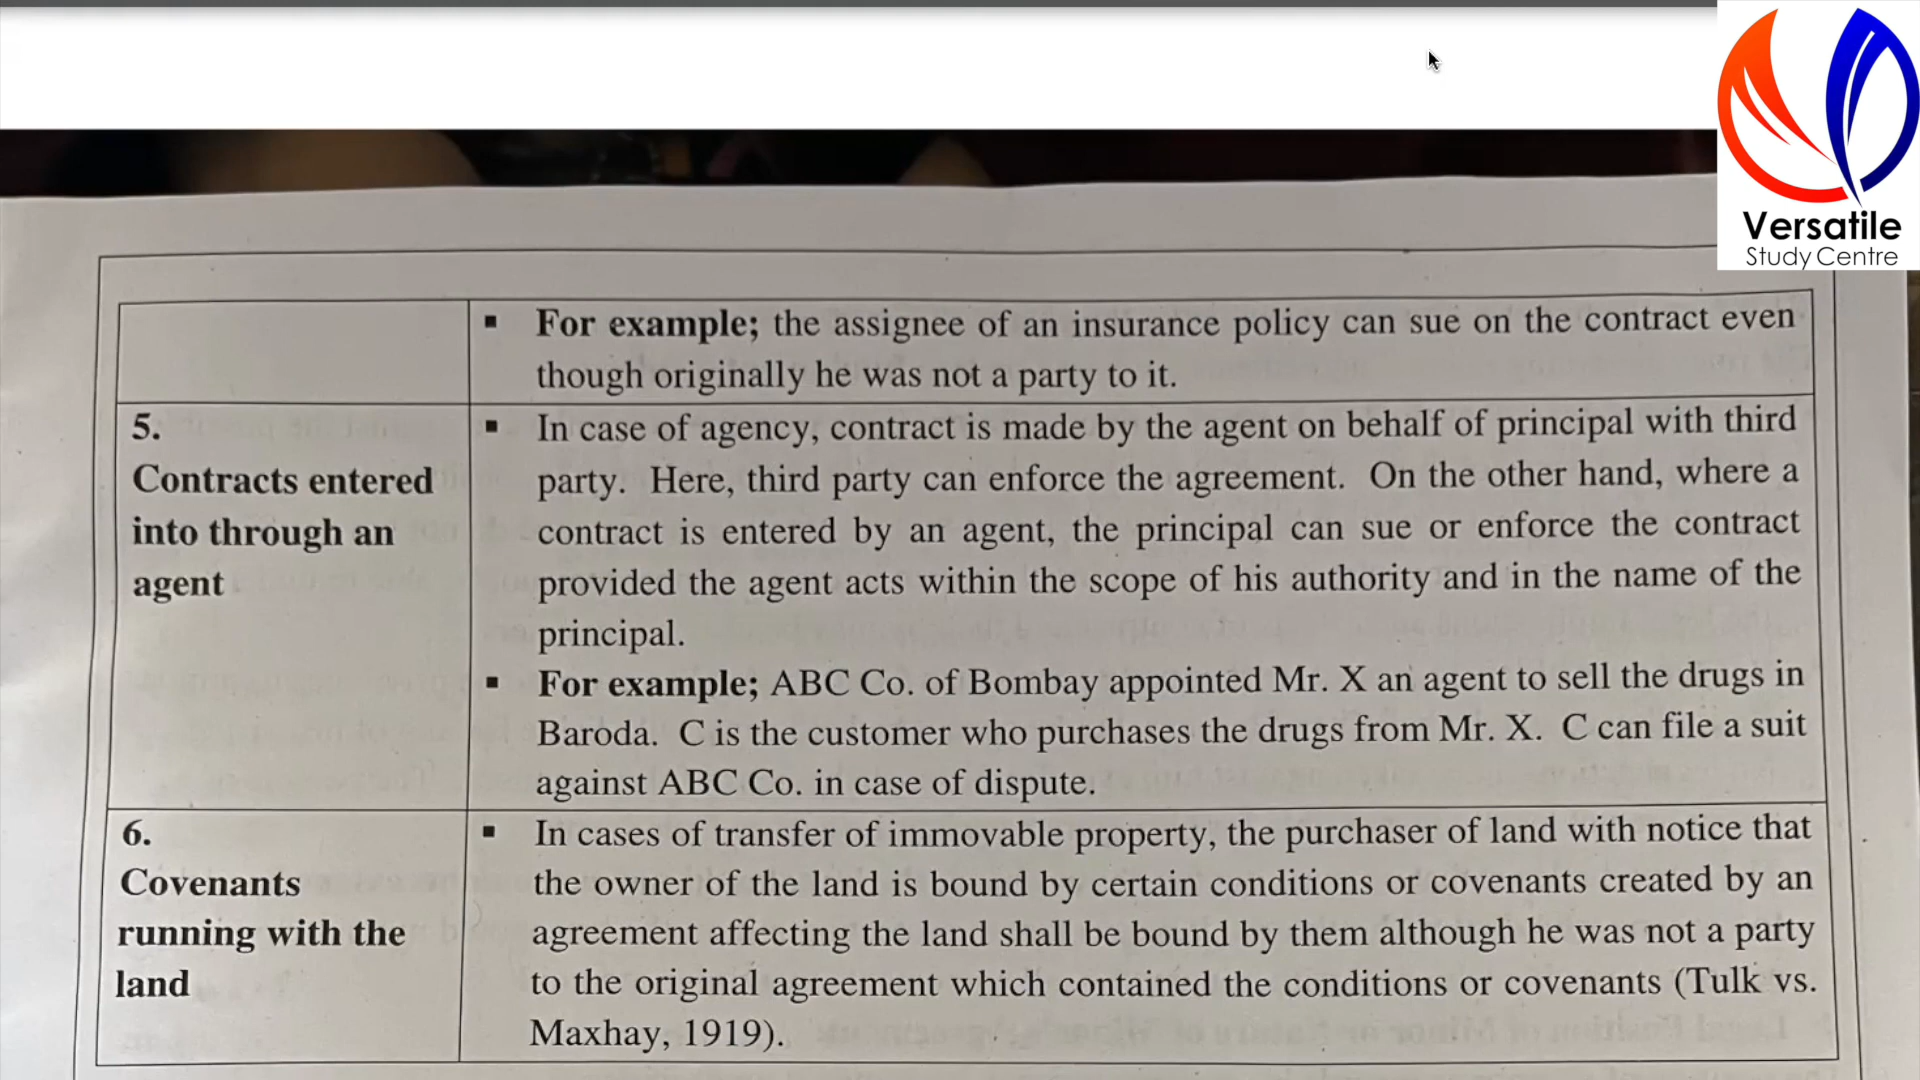 Versatile
Study Centre
▪ For example; the assignee of an insurance policy can sue on the contract even
though originally he was not a party to it.
5.
Contracts entered
into through an
agent
▪ In case of agency, contract is made by the agent on behalf of principal with third
party. Here, third party can enforce the agreement. On the other hand, where a
contract is entered by an agent, the principal can sue or enforce the contract
provided the agent acts within the scope of his authority and in the name of the
principal.
▪ For example; ABC Co. of Bombay appointed Mr. X an agent to sell the drugs in
Baroda. C is the customer who purchases the drugs from Mr. X. C can file a suit
against ABC Co. in case of dispute.
6.
Covenants
running with the
land
▪ In cases of transfer of immovable property, the purchaser of land with notice that
the owner of the land is bound by certain conditions or covenants created by an
agreement affecting the land shall be bound by them although he was not a party
to the original agreement which contained the conditions or covenants (Tulk vs.
Maxhay, 1919).